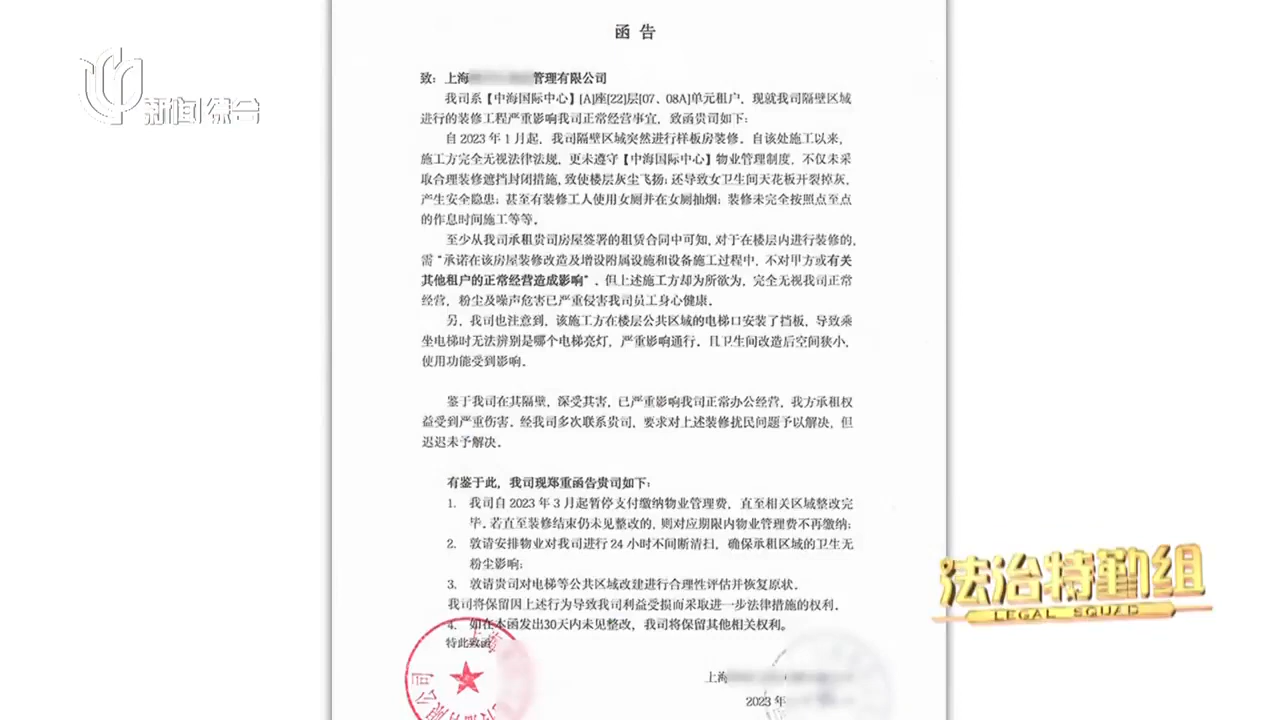 新闻综合
函 告
致：上海 管理有限公司
我司系【中海国际中心】[A]座[22]层[07、08A]单元租户，现就我司隔壁区域
进行的装修工程严重影响我司正常经营事宜，致函贵司如下：
自 2023 年 1 月起，我司隔壁区域突然进行样板房装修。自该处施工以来，
施工方完全无视法律法规，更未遵守【中海国际中心】物业管理制度，不仅未采
取合理装修遮挡封闭措施，致使楼层灰尘飞扬；还导致女卫生间天花板开裂掉灰，
产生安全隐患；甚至有装修工人使用女厕并在女厕抽烟；装修未完全按照点至点
的作息时间施工等等。
至少从我司承租贵司房屋签署的租赁合同中可知，对于在楼层内进行装修的，
需“承诺在该房屋装修改造及增设附属设施和设备施工过程中，不对甲方或有关
其他租户的正常经营造成影响”。但上述施工方却为所欲为，完全无视我司正常
经营，粉尘及噪声危害已严重侵害我司员工身心健康。
另，我司也注意到，该施工方在楼层公共区域的电梯口安装了挡板，导致乘
坐电梯时无法辨别是哪个电梯亮灯，严重影响通行。且卫生间改造后空间狭小，
使用功能受到影响。
鉴于我司在其隔壁，深受其害，已严重影响我司正常办公经营，我方承租权
益受到严重伤害。经我司多次联系贵司，要求对上述装修扰民问题予以解决，但
迟迟未予解决。
有鉴于此，我司现郑重函告贵司如下：
1. 我司自 2023 年 3 月起暂停支付缴纳物业管理费，直至相关区域整改完
毕。若直至装修结束仍未见整改的，则对应期限内物业管理费不再缴纳；
2. 敦请安排物业对我司进行 24 小时不间断清扫，确保承租区域的卫生无
粉尘影响；
3. 敦请贵司对电梯等公共区域改建进行合理性评估并恢复原状。
我司将保留因上述行为导致我司利益受损而采取进一步法律措施的权利。
4. 如在本函发出30天内未见整改，我司将保留其他相关权利。
特此致函
上海
2023 年
上海
有限公司
法治特勤组
LEGAL SQUAD